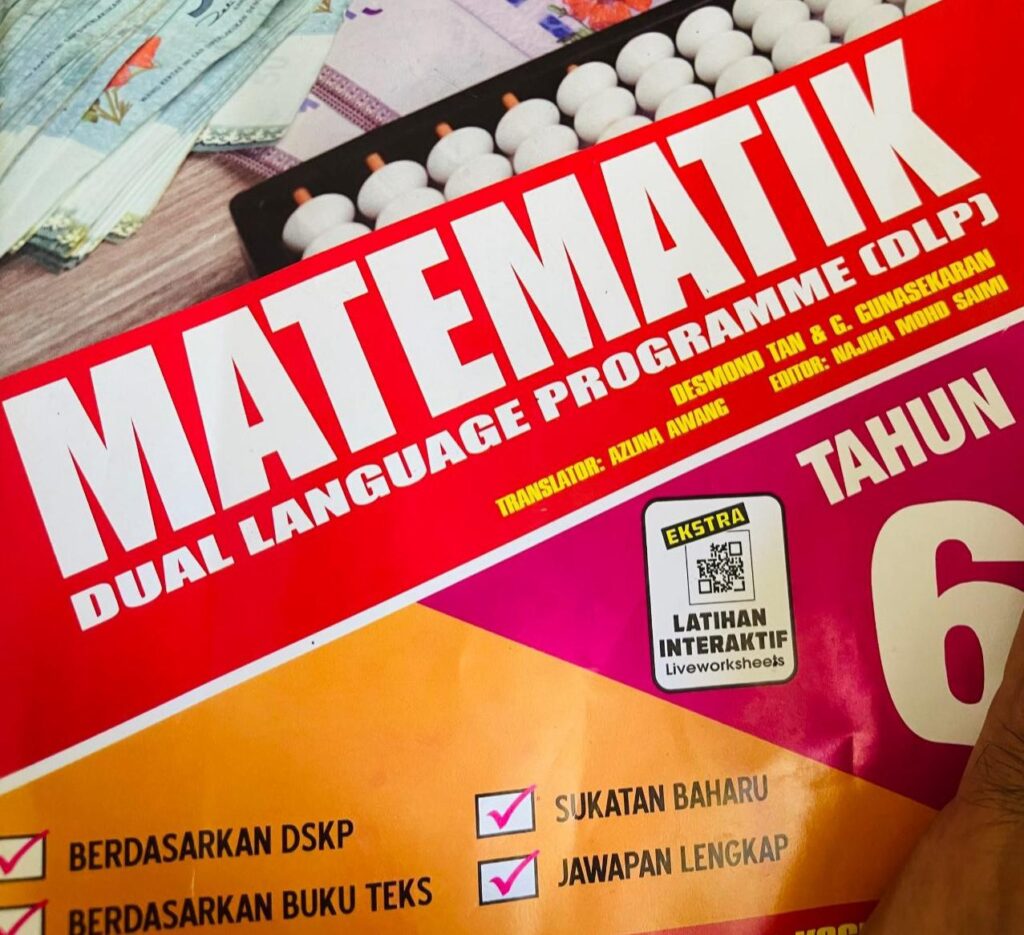 MATEMATIK
DUAL LANGUAGE PROGRAMME (DLP)
DESMOND TAN & G. GUNASEKARAN
TRANSLATOR: AZLINA AWANG EDITOR: NAJIHA MOHD SAIMI
TAHUN
6
EKSTRA
LATIHAN
INTERAKTIF
Liveworksheets
BERDASARKAN DSKP
BERDASARKAN BUKU TEKS
SUKATAN BAHARU
JAWAPAN LENGKAP